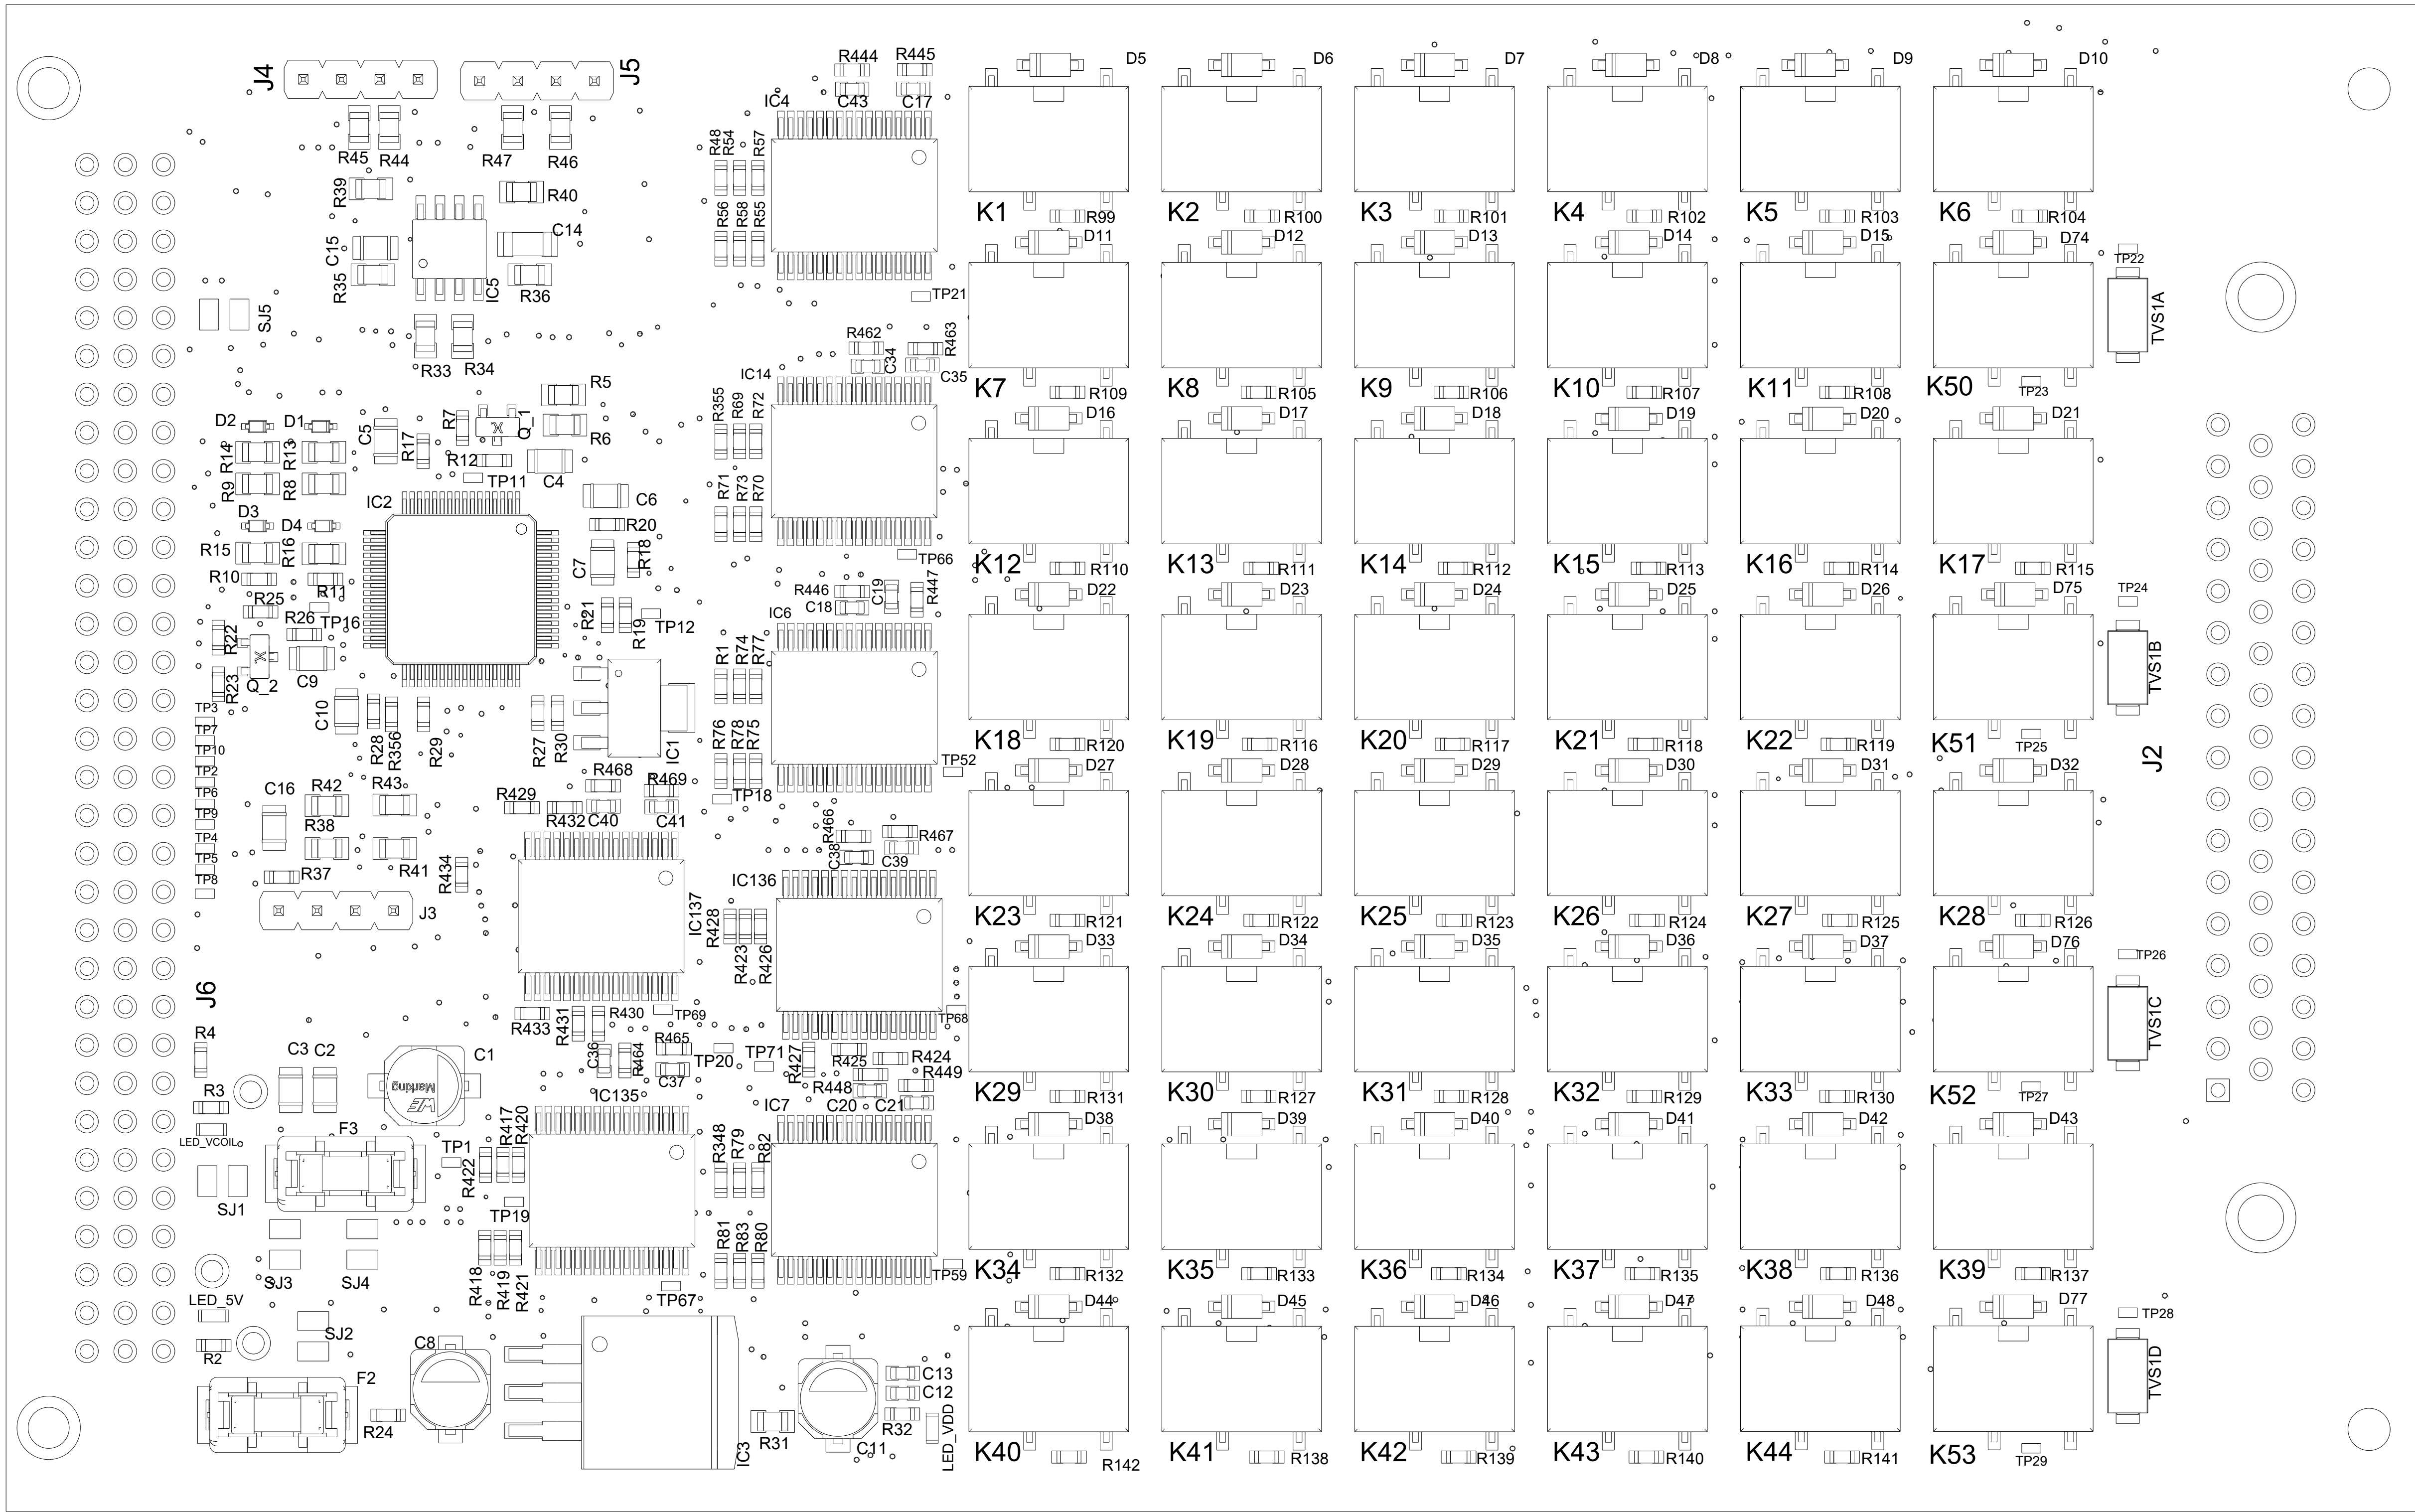 J4
J5
R444
R445
D5
D6
D7
D8
D9
D10
IC4
C43
C17
R45
R44
R47
R46
R48
R54
R57
R39
R40
R56
R58
R55
K1
R99
K2
R100
K3
R101
K4
R102
K5
R103
K6
R104
C15
C14
D11
D12
D13
D14
D15
D74
TP22
R35
IC5
R36
TP21
SJ5
TVS1A
R33
R34
R462
C34
R463
C35
IC14
K7
R109
K8
R105
K9
R106
K10
R107
K11
R108
K50
TP23
R5
R355
R69
R72
D2
D1
C5
R17
R7
Q_1
R6
D16
D17
D18
D19
D20
D21
R14
R13
R12
R9
R8
TP11
C4
R71
R73
R70
IC2
C6
D3
D4
R20
R15
R16
C7
R18
TP66
K12
R110
K13
R111
K14
R112
K15
R113
K16
R114
K17
R115
R10
R11
R446
C19
R447
D22
D23
D24
D25
D26
D75
TP24
R25
R26
TP16
R21
R19
TP12
C18
IC6
R22
R1
R74
R77
R23
Q_2
C9
TVS1B
TP3
TP7
TP10
TP2
TP6
TP9
TP4
TP5
TP8
C10
R28
R356
R29
R27
R30
IC1
R76
R78
R75
TP52
K18
R120
K19
R116
K20
R117
K21
R118
K22
R119
K51
TP25
J2
D27
D28
D29
D30
D31
D32
C16
R42
R43
R468
R469
TP18
R429
R432
C40
C41
R38
R466
R467
C38
C39
R37
R41
R434
IC136
J3
IC137
R428
R423
R426
K23
R121
K24
R122
K25
R123
K26
R124
K27
R125
K28
R126
D33
D34
D35
D36
D37
D76
TP26
J6
R433
R431
R430
TP69
TP68
TVS1C
R4
C3
C2
C1
WE
Marking
C36
R464
R465
C37
TP20
TP71
R427
R425
R424
R448
R449
R3
IC135
IC7
C20
C21
K29
R131
K30
R127
K31
R128
K32
R129
K33
R130
K52
TP27
LED_VCOIL
F3
TP1
R422
R417
R420
R348
R79
R82
D38
D39
D40
D41
D42
D43
SJ1
TP19
SJ3
SJ4
R418
R419
R421
R81
R83
R80
TP67
TP59
K34
R132
K35
R133
K36
R134
K37
R135
K38
R136
K39
R137
LED_5V
D44
D45
D46
D47
D48
D77
TP28
SJ2
R2
C8
F2
R24
C13
C12
R32
R31
C11
IC3
LED_VDD
TVS1D
K40
R142
K41
R138
K42
R139
K43
R140
K44
R141
K53
TP29